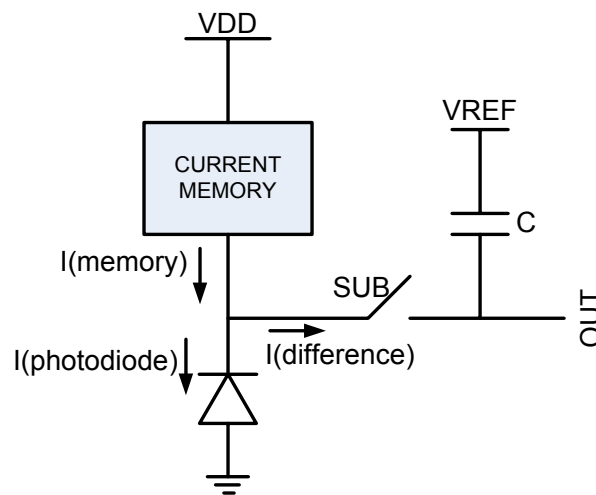 VDD
VREF
CURRENT
MEMORY
C
I(memory)
SUB
OUT
I(photodiode)
I(difference)